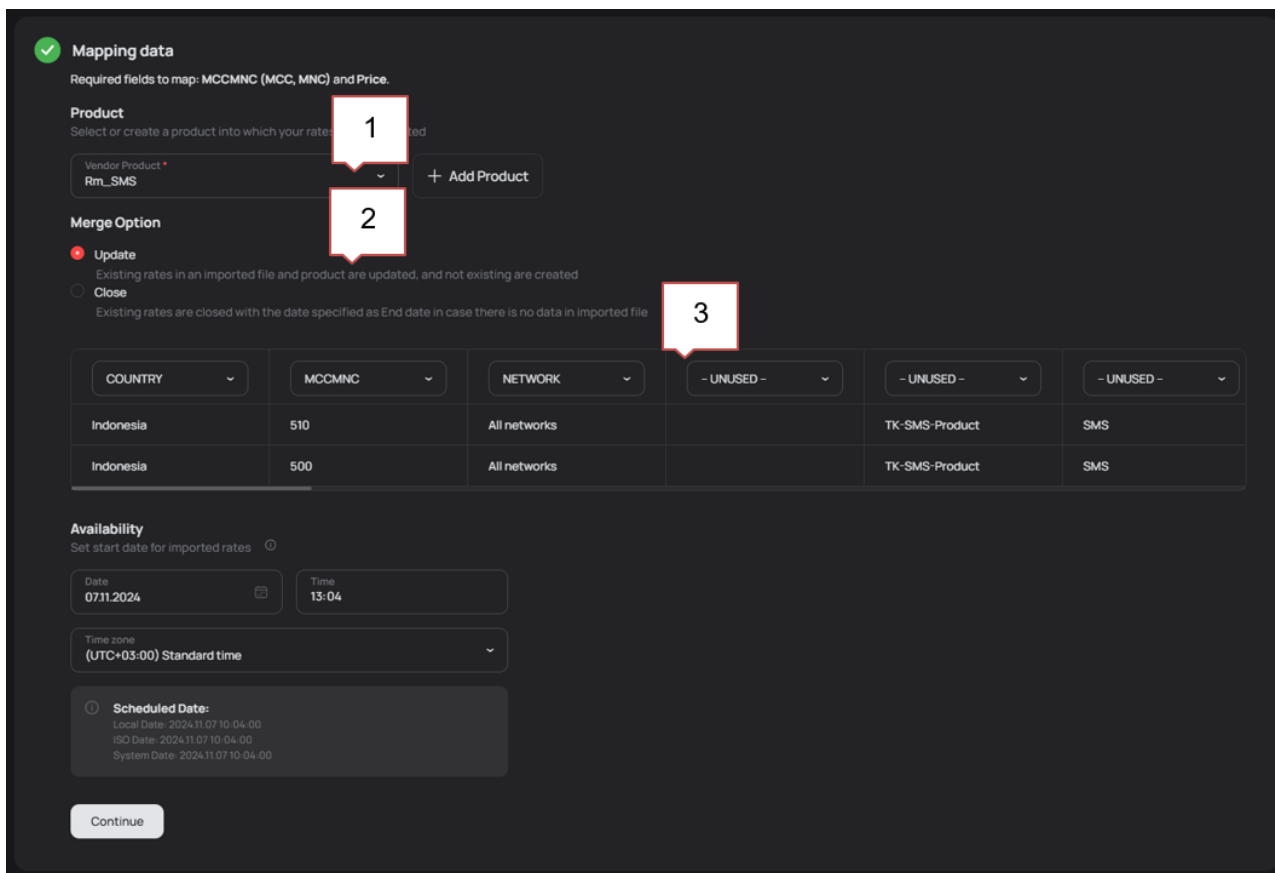 Mapping data
Required fields to map: MCCMNC (MCC, MNC) and Price.
Product
Select or create a product into which your rates ted
1
Vendor Product *
Rm_SMS
+ Add Product
2
Merge Option
Update
Existing rates in an imported file and product are updated, and not existing are created
Close
Existing rates are closed with the date specified as End date in case there is no data in imported file
3
COUNTRY MCCMNC NETWORK – UNUSED – – UNUSED – – UNUSED –
Indonesia 510 All networks TK-SMS-Product SMS
Indonesia 500 All networks TK-SMS-Product SMS
Availability
Set start date for imported rates
Date Time
07.11.2024 13:04
Time zone
(UTC+03:00) Standard time
Scheduled Date:
Local Date: 2024.11.07 10:04:00
ISO Date: 2024.11.07 10:04:00
System Date: 2024.11.07 10:04:00
Continue